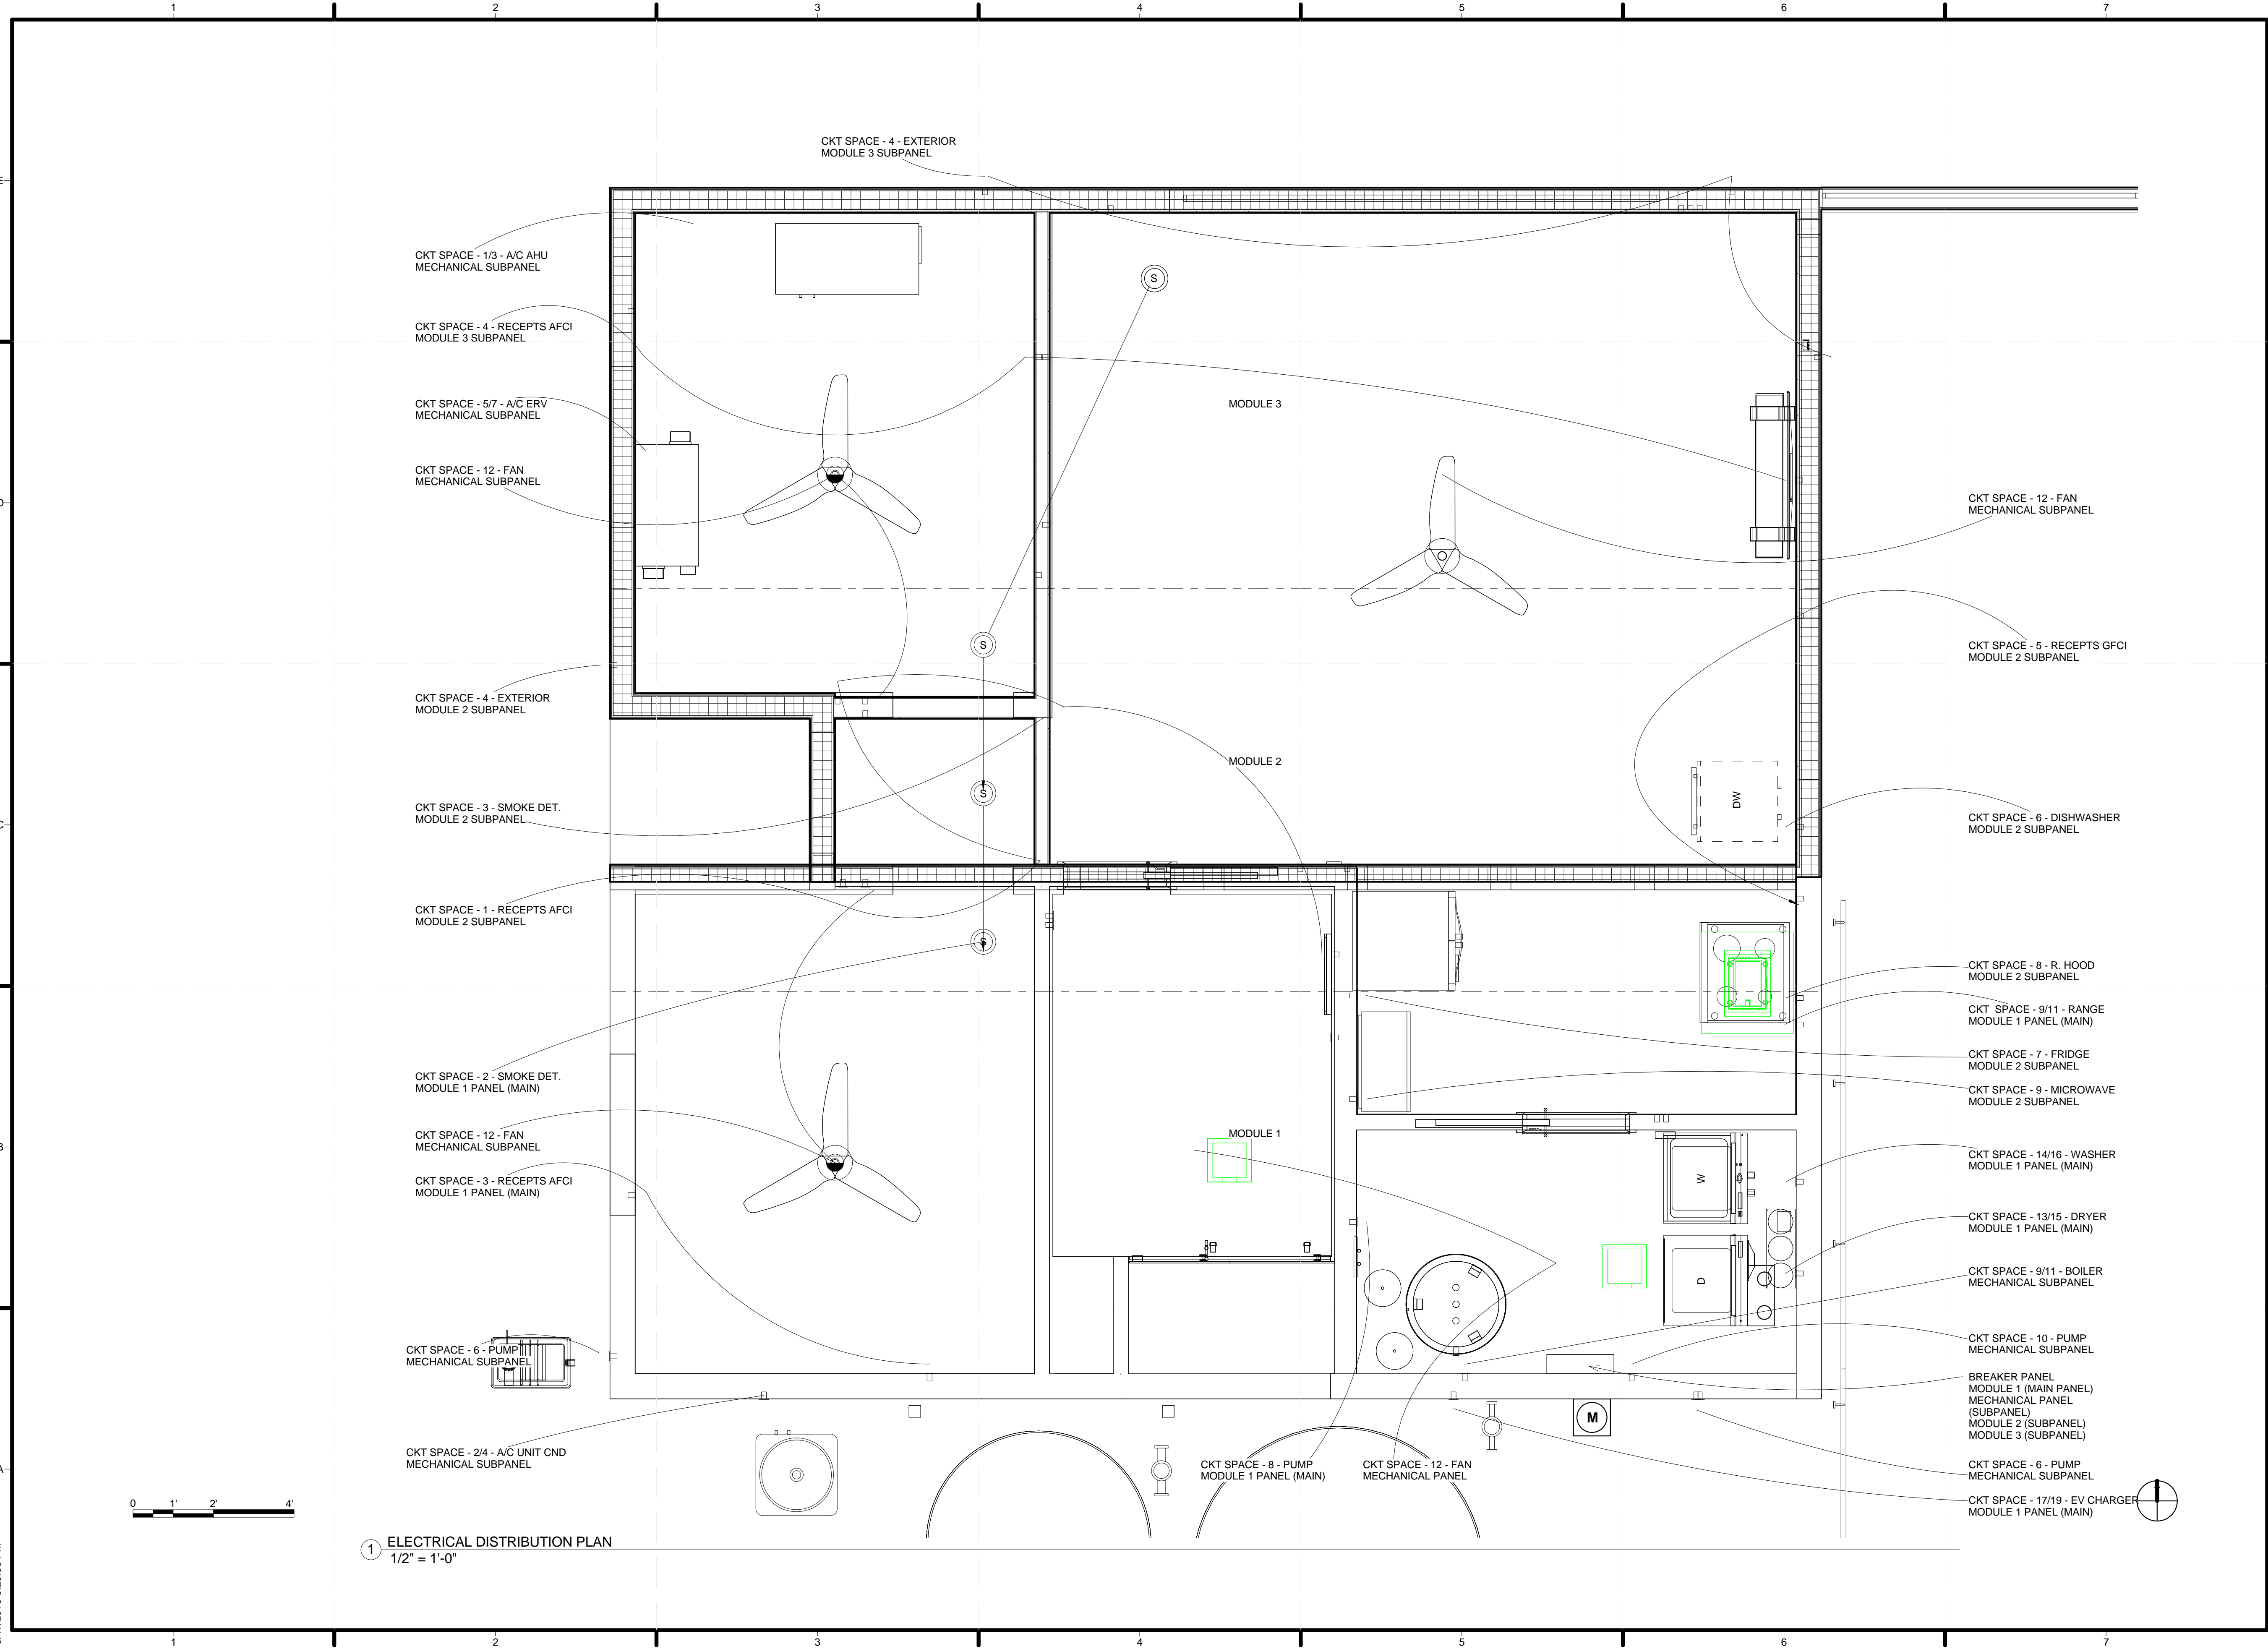 1
2
3
4
5
6
7
CKT SPACE - 4 - EXTERIOR
MODULE 3 SUBPANEL
E
CKT SPACE - 1/3 - A/C AHU
MECHANICAL SUBPANEL
S
CKT SPACE - 4 - RECEPTS AFCI
MODULE 3 SUBPANEL
CKT SPACE - 5/7 - A/C ERV
MECHANICAL SUBPANEL
MODULE 3
CKT SPACE - 12 - FAN
MECHANICAL SUBPANEL
D
CKT SPACE - 12 - FAN
MECHANICAL SUBPANEL
S
CKT SPACE - 5 - RECEPTS GFCI
MODULE 2 SUBPANEL
CKT SPACE - 4 - EXTERIOR
MODULE 2 SUBPANEL
MODULE 2
S
DW
CKT SPACE - 3 - SMOKE DET.
MODULE 2 SUBPANEL
C
CKT SPACE - 6 - DISHWASHER
MODULE 2 SUBPANEL
CKT SPACE - 1 - RECEPTS AFCI
MODULE 2 SUBPANEL
S
CKT SPACE - 8 - R. HOOD
MODULE 2 SUBPANEL
CKT SPACE - 9/11 - RANGE
MODULE 1 PANEL (MAIN)
CKT SPACE - 7 - FRIDGE
MODULE 2 SUBPANEL
CKT SPACE - 2 - SMOKE DET.
MODULE 1 PANEL (MAIN)
CKT SPACE - 9 - MICROWAVE
MODULE 2 SUBPANEL
CKT SPACE - 12 - FAN
MECHANICAL SUBPANEL
MODULE 1
B
CKT SPACE - 14/16 - WASHER
MODULE 1 PANEL (MAIN)
W
CKT SPACE - 3 - RECEPTS AFCI
MODULE 1 PANEL (MAIN)
CKT SPACE - 13/15 - DRYER
MODULE 1 PANEL (MAIN)
D
CKT SPACE - 9/11 - BOILER
MECHANICAL SUBPANEL
CKT SPACE - 6 - PUMP
MECHANICAL SUBPANEL
CKT SPACE - 10 - PUMP
MECHANICAL SUBPANEL
BREAKER PANEL
MODULE 1 (MAIN PANEL)
MECHANICAL PANEL
(SUBPANEL)
MODULE 2 (SUBPANEL)
MODULE 3 (SUBPANEL)
M
CKT SPACE - 2/4 - A/C UNIT CND
MECHANICAL SUBPANEL
A
CKT SPACE - 8 - PUMP
MODULE 1 PANEL (MAIN)
CKT SPACE - 12 - FAN
MECHANICAL PANEL
CKT SPACE - 6 - PUMP
MECHANICAL SUBPANEL
CKT SPACE - 17/19 - EV CHARGER
MODULE 1 PANEL (MAIN)
0 1' 2' 4'
1 ELECTRICAL DISTRIBUTION PLAN
1/2" = 1'-0"
1
2
3
4
5
6
7